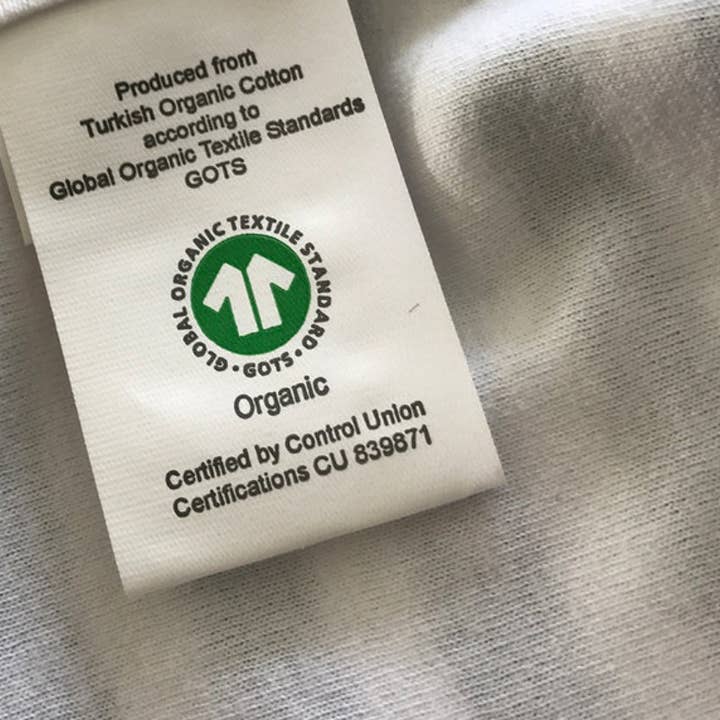 Produced from
Turkish Organic Cotton
according to
Global Organic Textile Standards
GOTS
GLOBAL ORGANIC TEXTILE STANDARD · GOTS ·
Organic
Certified by Control Union
Certifications CU 839871